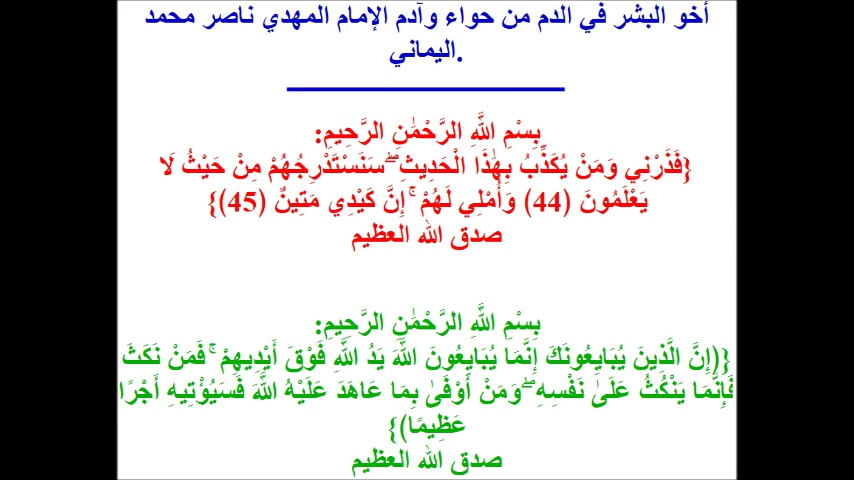 أخو البشر في الدم من حواء وآدم الإمام المهدي ناصر محمد
اليماني.
بِسْمِ اللَّهِ الرَّحْمَٰنِ الرَّحِيمِ:
{فَذَرْنِي وَمَنْ يُكَذِّبُ بِهَٰذَا الْحَدِيثِ ۖ سَنَسْتَدْرِجُهُمْ مِنْ حَيْثُ لَا
يَعْلَمُونَ (44) وَأُمْلِي لَهُمْ ۚ إِنَّ كَيْدِي مَتِينٌ (45)}
صدق الله العظيم
بِسْمِ اللَّهِ الرَّحْمَٰنِ الرَّحِيمِ:
{(إِنَّ الَّذِينَ يُبَايِعُونَكَ إِنَّمَا يُبَايِعُونَ اللَّهَ يَدُ اللَّهِ فَوْقَ أَيْدِيهِمْ ۚ فَمَنْ نَكَثَ
فَإِنَّمَا يَنْكُثُ عَلَىٰ نَفْسِهِ ۖ وَمَنْ أَوْفَىٰ بِمَا عَاهَدَ عَلَيْهُ اللَّهَ فَسَيُؤْتِيهِ أَجْرًا
عَظِيمًا)}
صدق الله العظيم